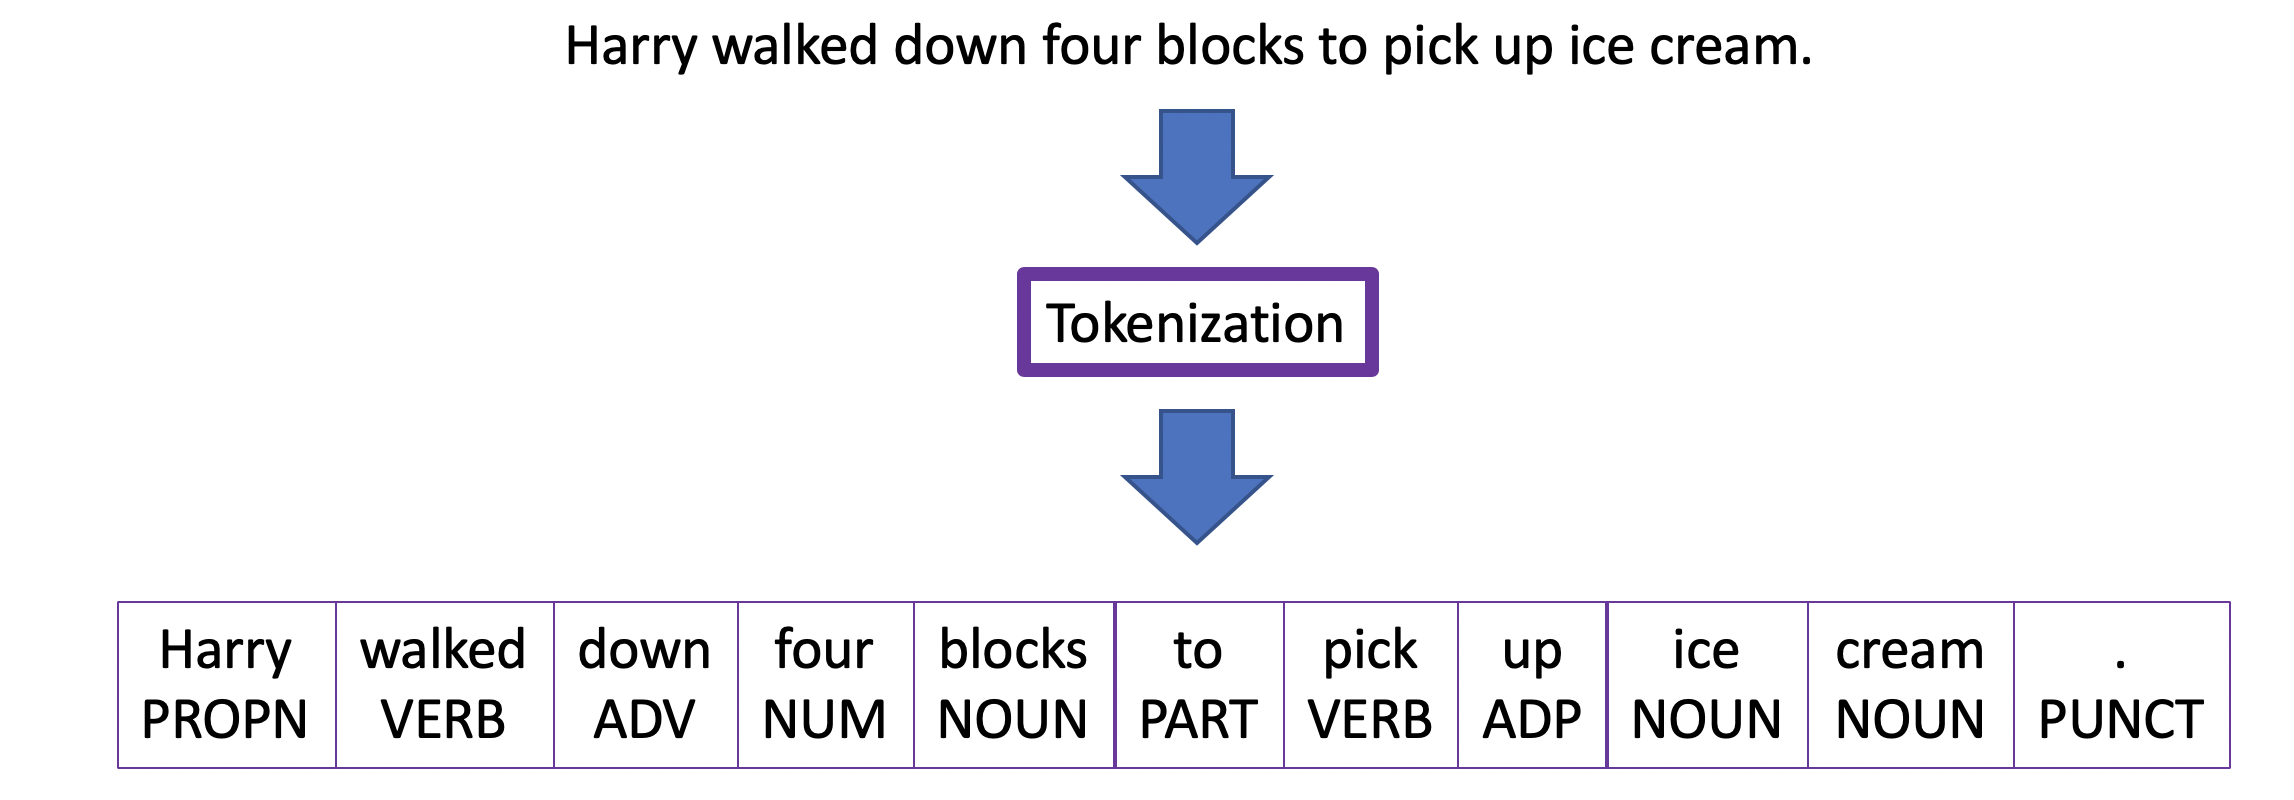 Harry walked down four blocks to pick up ice cream.
Tokenization
Harry walked down four blocks to pick up ice cream .
PROPN VERB ADV NUM NOUN PART VERB ADP NOUN NOUN PUNCT